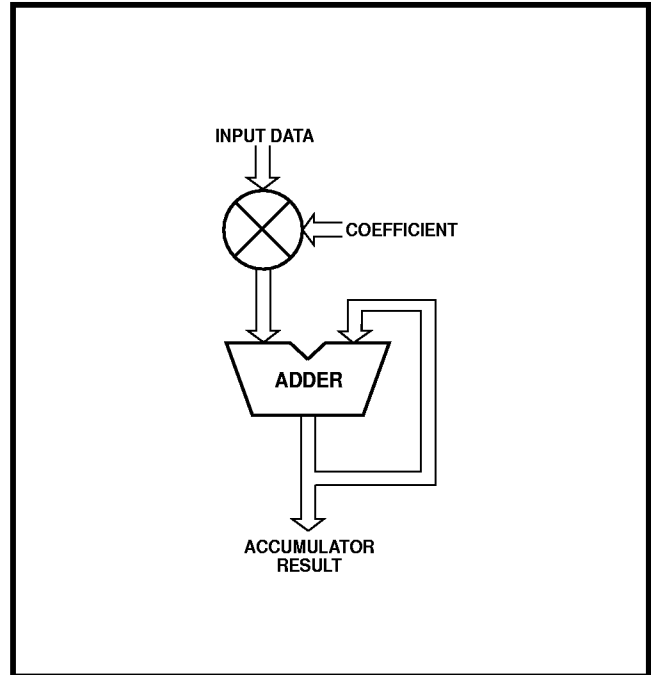 INPUT DATA
COEFFICIENT
ADDER
ACCUMULATOR
RESULT